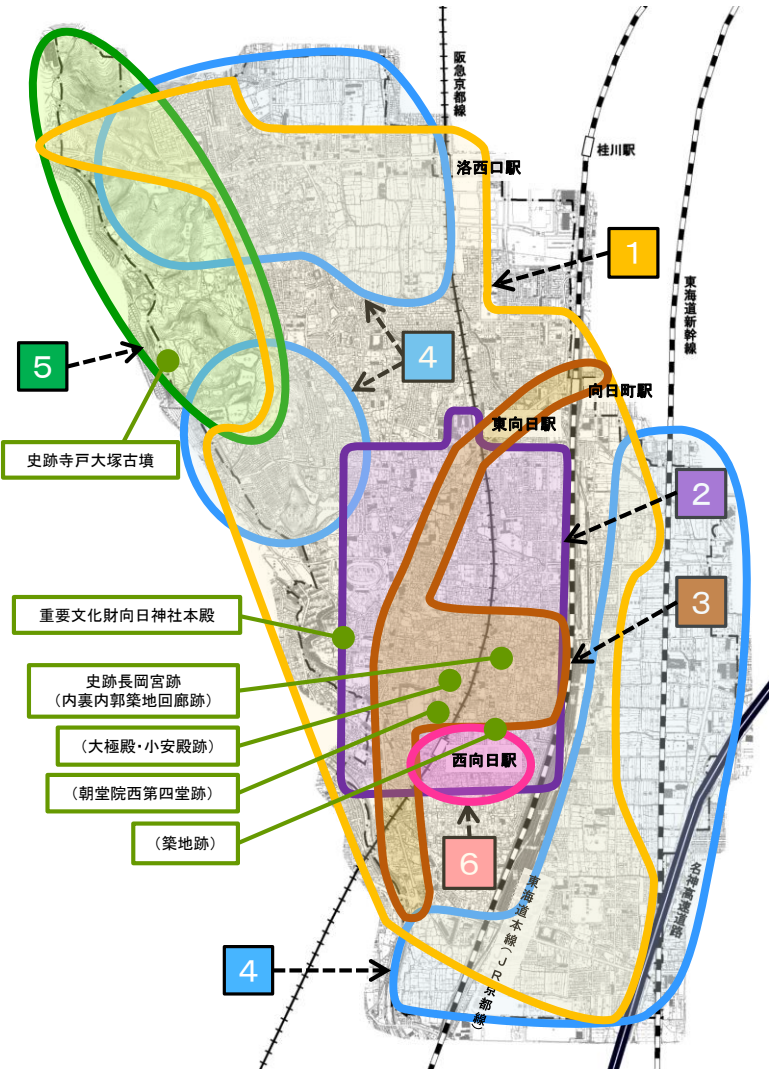 阪急京都線
洛西口駅
桂川駅
1
東海道新幹線
4
5
向日町駅
東向日駅
史跡寺戸大塚古墳
2
3
重要文化財向日神社本殿
史跡長岡宮跡
(内裏内郭築地回廊跡)
(大極殿・小安殿跡)
西向日駅
(朝堂院西第四堂跡)
(築地跡)
6
名神高速道路
東海道本線(JR京都線)
4